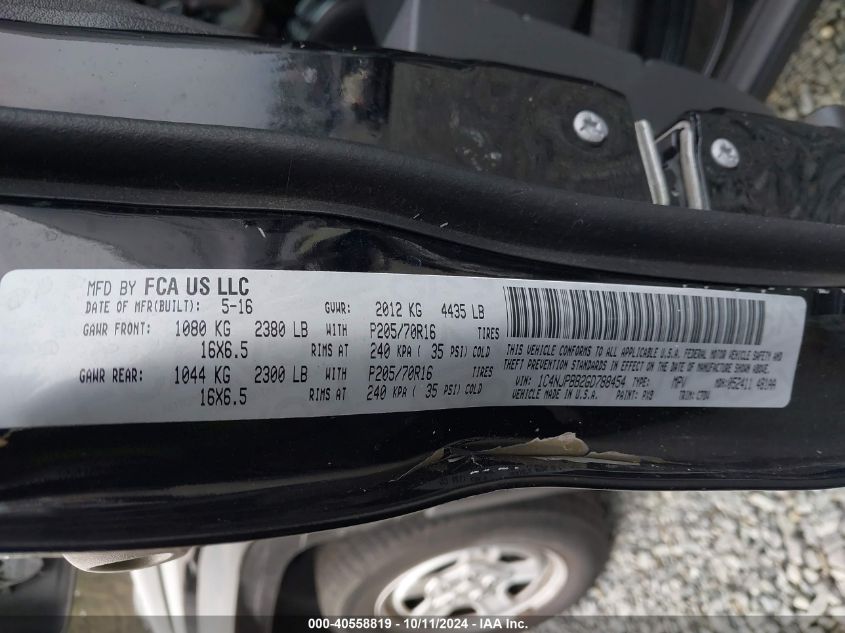 MFD BY FCA US LLC
DATE OF MFR(BUILT): 5-16 GVWR: 2012 KG 4435 LB
GAWR FRONT: 1080 KG 2380 LB WITH P205/70R16 TIRES
16X6.5 RIMS AT 240 KPA ( 35 PSI) COLD
GAWR REAR: 1044 KG 2300 LB WITH P205/70R16 TIRES
16X6.5 RIMS AT 240 KPA ( 35 PSI) COLD
THIS VEHICLE CONFORMS TO ALL APPLICABLE U.S.A. FEDERAL MOTOR VEHICLE SAFETY AND
THEFT PREVENTION STANDARDS IN EFFECT ON THE DATE OF MANUFACTURE SHOWN ABOVE.
VIN: 1C4NJPBB2GD788454 TYPE: MPV MDH: 052411 481AA
VEHICLE MADE IN U.S.A. PAINT: PX8 TRIM:
000-40558819 - 10/11/2024 - IAA Inc.